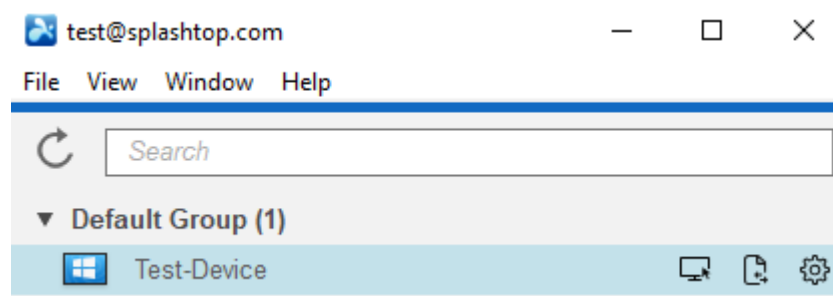 test@splashtop.com
File View Window Help
Search
Default Group (1)
Test-Device